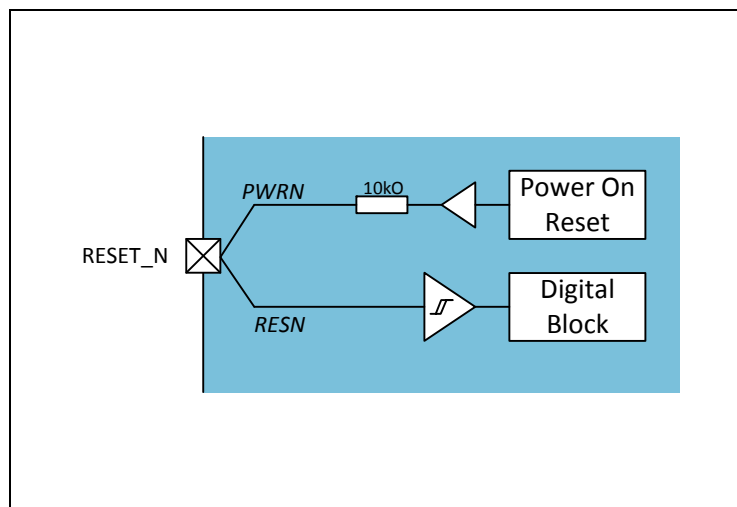 PWRN
10kO
Power On
Reset
RESET_N
RESN
Digital
Block